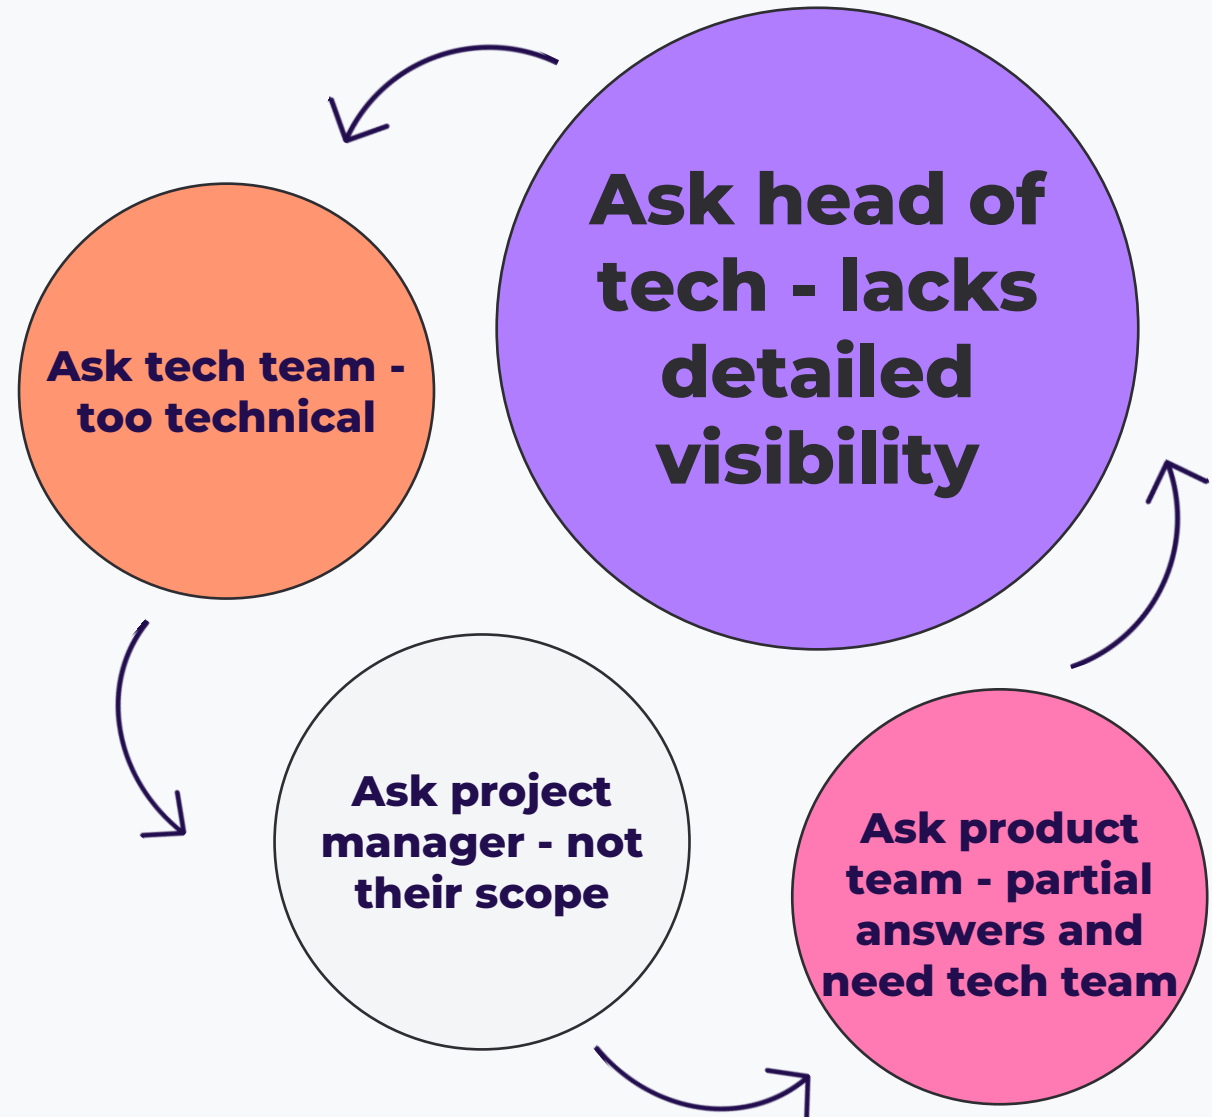 Ask head of
tech - lacks
detailed
visibility
Ask tech team -
too technical
Ask project
manager - not
their scope
Ask product
team - partial
answers and
need tech team